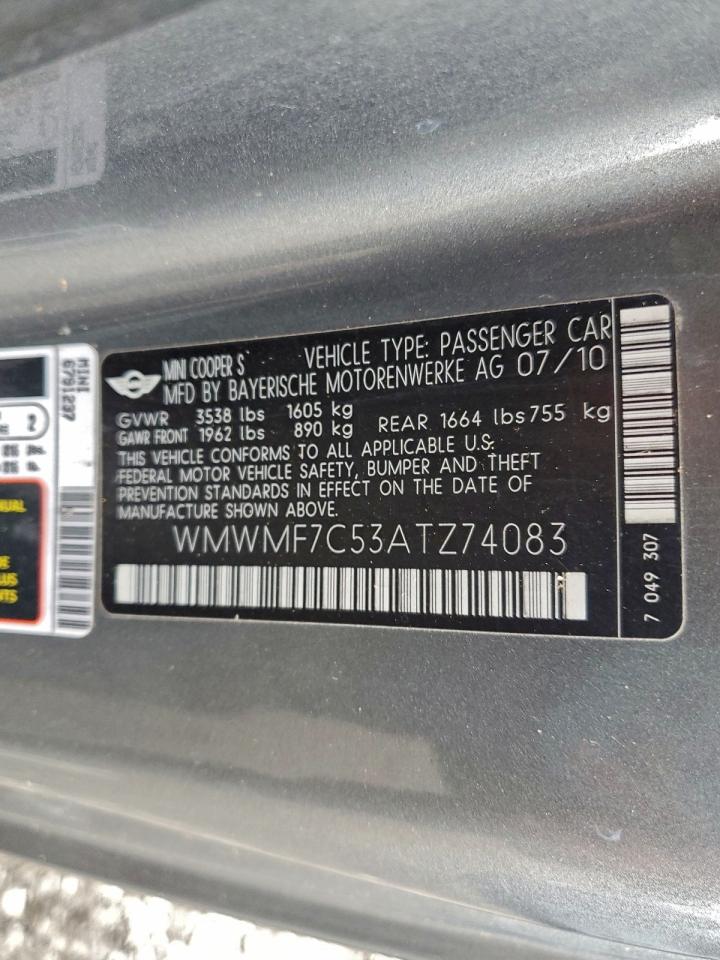 MINI COOPER S VEHICLE TYPE: PASSENGER CAR
MFD BY BAYERISCHE MOTORENWERKE AG 07/10
GVWR 3538 lbs 1605 kg
GAWR FRONT 1962 lbs 890 kg REAR 1664 lbs 755 kg
THIS VEHICLE CONFORMS TO ALL APPLICABLE U.S.
FEDERAL MOTOR VEHICLE SAFETY, BUMPER AND THEFT
PREVENTION STANDARDS IN EFFECT ON THE DATE OF
MANUFACTURE SHOWN ABOVE.
WMWMF7C53ATZ74083
7 049 307
MINI
6791297
2